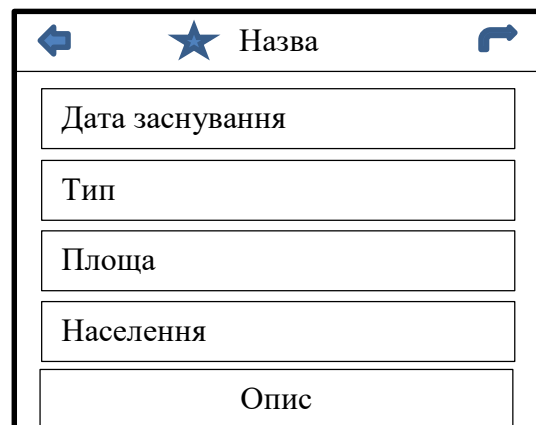 Назва
Дата заснування
Тип
Площа
Населення
Опис